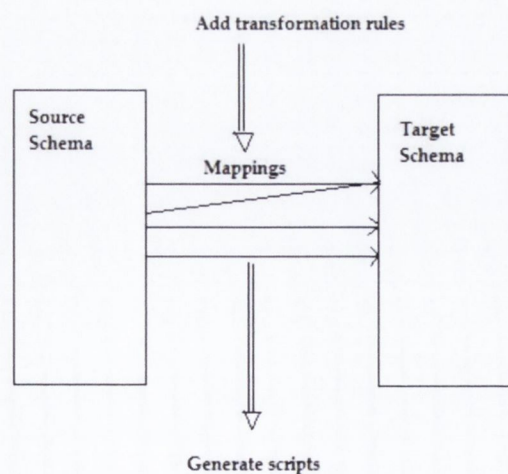 Add transformation rules
Source
Schema
Target
Schema
Mappings
Generate scripts